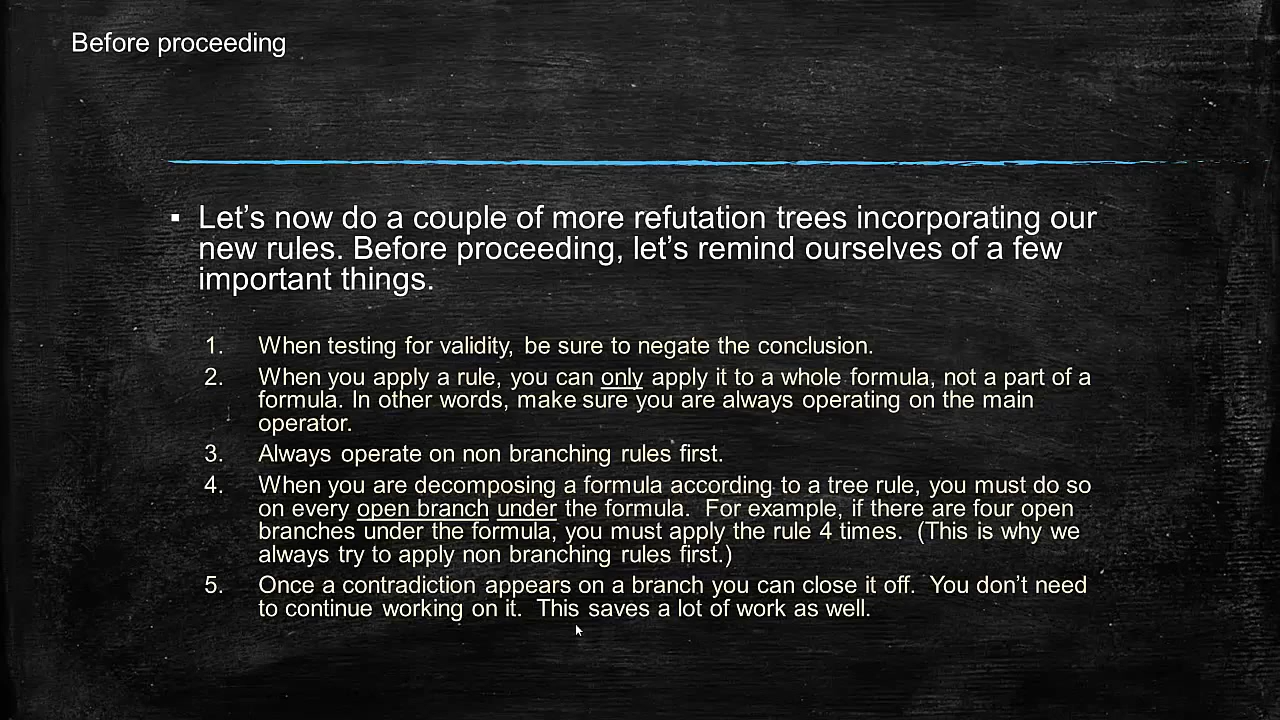 Before proceeding
▪ Let’s now do a couple of more refutation trees incorporating our
new rules. Before proceeding, let’s remind ourselves of a few
important things.
1. When testing for validity, be sure to negate the conclusion.
2. When you apply a rule, you can only apply it to a whole formula, not a part of a
formula. In other words, make sure you are always operating on the main
operator.
3. Always operate on non branching rules first.
4. When you are decomposing a formula according to a tree rule, you must do so
on every open branch under the formula.  For example, if there are four open
branches under the formula, you must apply the rule 4 times.  (This is why we
always try to apply non branching rules first.)
5. Once a contradiction appears on a branch you can close it off.  You don’t need
to continue working on it.  This saves a lot of work as well.